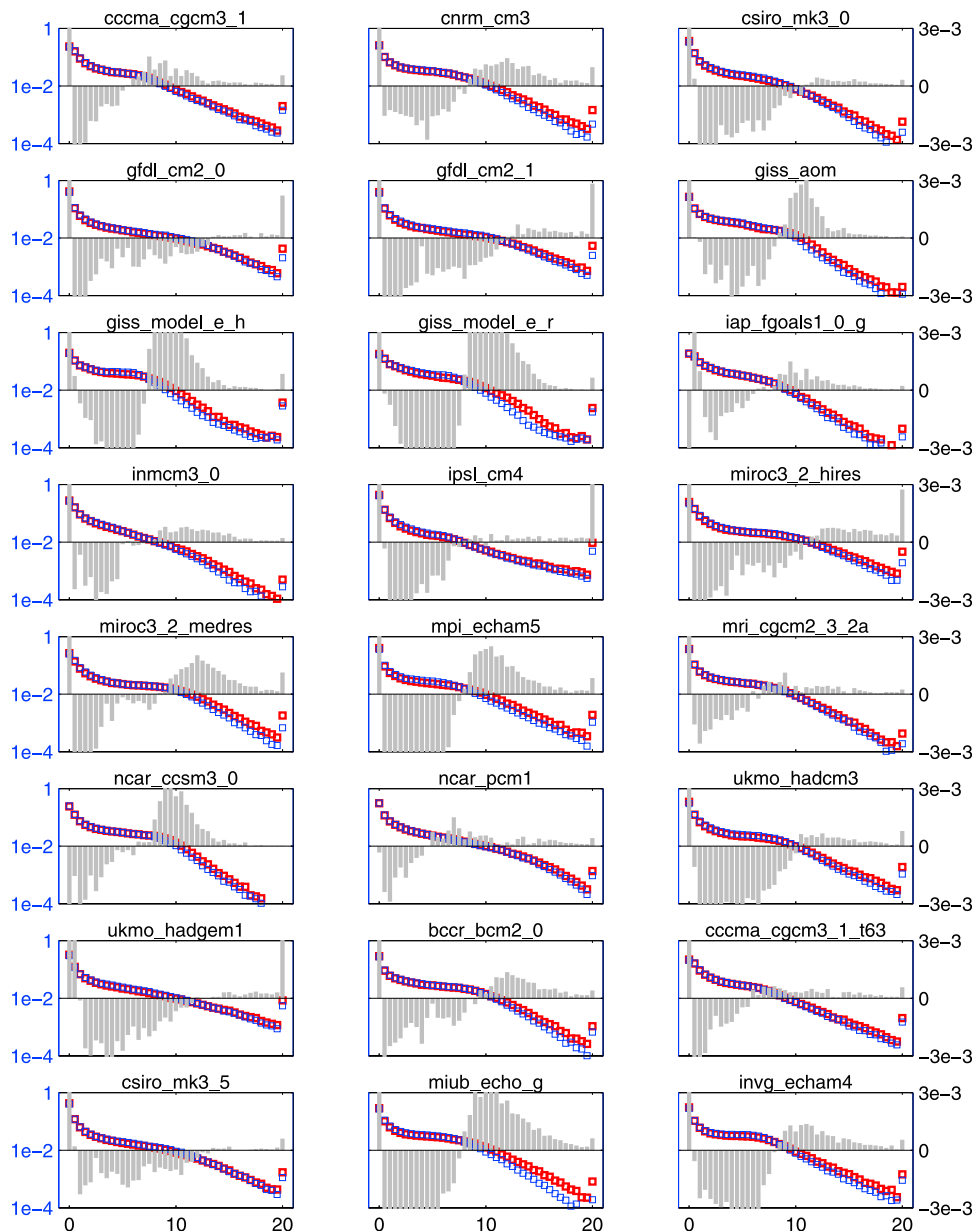 cccma_cgcm3_1 cnrm_cm3 csiro_mk3_0
1 3e-3
1e-2 0
1e-4 -3e-3
gfdl_cm2_0 gfdl_cm2_1 giss_aom
1 3e-3
1e-2 0
1e-4 -3e-3
giss_model_e_h giss_model_e_r iap_fgoals1_0_g
1 3e-3
1e-2 0
1e-4 -3e-3
inmcm3_0 ipsl_cm4 miroc3_2_hires
1 3e-3
1e-2 0
1e-4 -3e-3
miroc3_2_medres mpi_echam5 mri_cgcm2_3_2a
1 3e-3
1e-2 0
1e-4 -3e-3
ncar_ccsm3_0 ncar_pcm1 ukmo_hadcm3
1 3e-3
1e-2 0
1e-4 -3e-3
ukmo_hadgem1 bccr_bcm2_0 cccma_cgcm3_1_t63
1 3e-3
1e-2 0
1e-4 -3e-3
csiro_mk3_5 miub_echo_g invg_echam4
1 3e-3
1e-2 0
1e-4 -3e-3
0 10 20 0 10 20 0 10 20